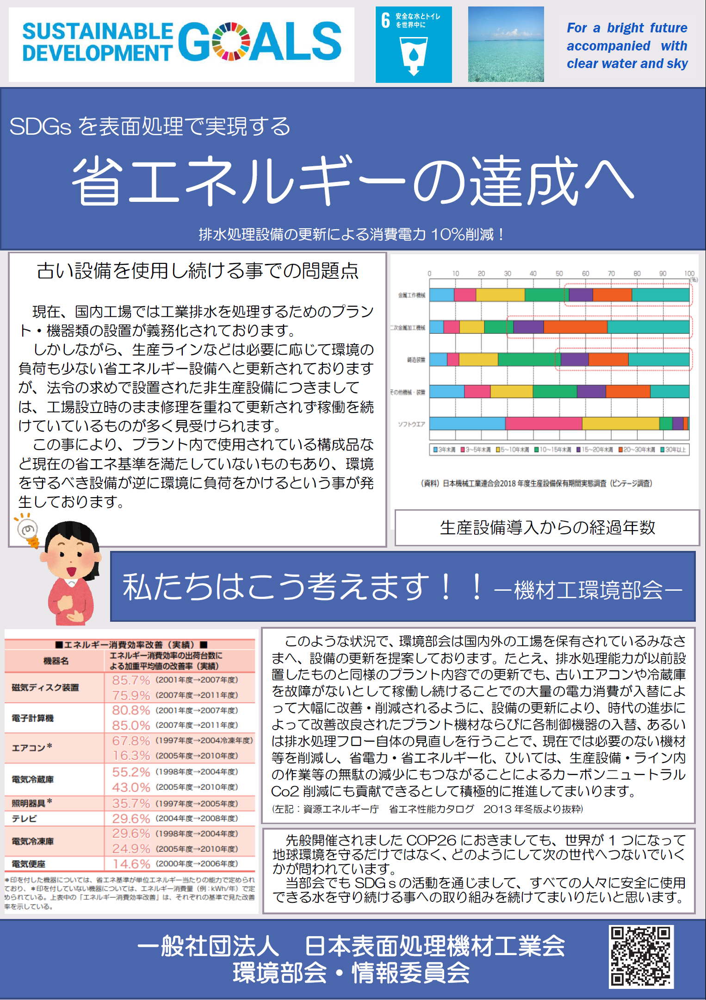 SUSTAINABLE
DEVELOPMENT
GOALS
6 安全な水とトイレ
を世界中に
For a bright future
accompanied with
clear water and sky
SDGs を表面処理で実現する
省エネルギーの達成へ
排水処理設備の更新による消費電力 10%削減！
古い設備を使用し続ける事での問題点
現在、国内工場では工業排水を処理するためのプラン
ト・機器類の設置が義務化されております。
しかしながら、生産ラインなどは必要に応じて環境の
負荷も少ない省エネルギー設備へと更新されております
が、法令の求めで設置された非生産設備につきまして
は、工場設立時のまま修理を重ねて更新されず稼働を続
けていているものが多く見受けられます。
この事により、プラント内で使用されている構成品な
ど現在の省エネ基準を満たしていないものもあり、環境
を守るべき設備が逆に環境に負荷をかけるという事が発
生しております。
0 10 20 30 40 50 60 70 80 90 100
(%)
金属工作機械
二次金属加工機械
鋳造装置
その他機械・装置
ソフトウエア
3年未満 3～5年未満 5～10年未満 10～15年未満 15～20年未満 20～30年未満 30年以上
（資料）日本機械工業連合会2018 年度生産設備保有期間実態調査（ビンテージ調査）
生産設備導入からの経過年数
私たちはこう考えます！！－機材工環境部会－
■エネルギー消費効率改善（実績）■
機器名
エネルギー消費効率の出荷台数に
よる加重平均値の改善率（実績）
磁気ディスク装置
85.7%（2001年度→2007年度）
75.9%（2007年度→2011年度）
電子計算機
80.8%（2001年度→2007年度）
85.0%（2007年度→2011年度）
エアコン＊
67.8%（1997年度→2004冷凍年度）
16.3%（2005年度→2010年度）
電気冷蔵庫
55.2%（1998年度→2004年度）
43.0%（2005年度→2010年度）
照明器具＊
35.7%（1997年度→2005年度）
テレビ
29.6%（2004年度→2008年度）
電気冷凍庫
29.6%（1998年度→2004年度）
24.9%（2005年度→2010年度）
電気便座
14.6%（2000年度→2006年度）
＊印を付した機器については、省エネ基準が単位エネルギー当たりの能力で定められ
ており、＊印を付していない機器については、エネルギー消費量（例：kWh/年）で定
められている。上表中の「エネルギー消費効率改善」は、それぞれの基準で見た改善
率を示している。
このような状況で、環境部会は国内外の工場を保有されているみなさ
まへ、設備の更新を提案しております。たとえ、排水処理能力が以前設
置したものと同様のプラント内容での更新でも、古いエアコンや冷蔵庫
を故障がないとして稼働し続けることでの大量の電力消費が入替によ
って大幅に改善・削減されるように、設備の更新により、時代の進歩に
よって改善改良されたプラント機材ならびに各制御機器の入替、あるい
は排水処理フロー自体の見直しを行うことで、現在では必要のない機材
等を削減し、省電力・省エネルギー化、ひいては、生産設備・ライン内
の作業等の無駄の減少にもつながることによるカーボンニュートラル
Co2 削減にも貢献できるとして積極的に推進してまいります。
(左記：資源エネルギー庁　省エネ性能カタログ　2013 年冬版より抜粋)
先般開催されました COP26 におきましても、世界が 1 つになって
地球環境を守るだけではなく、どのようにして次の世代へつないでいく
かが問われています。
当部会でも SDGｓの活動を通じまして、すべての人々に安全に使用
できる水を守り続ける事への取り組みを続けてまいりたいと思います。
一般社団法人　日本表面処理機材工業会
環境部会・情報委員会